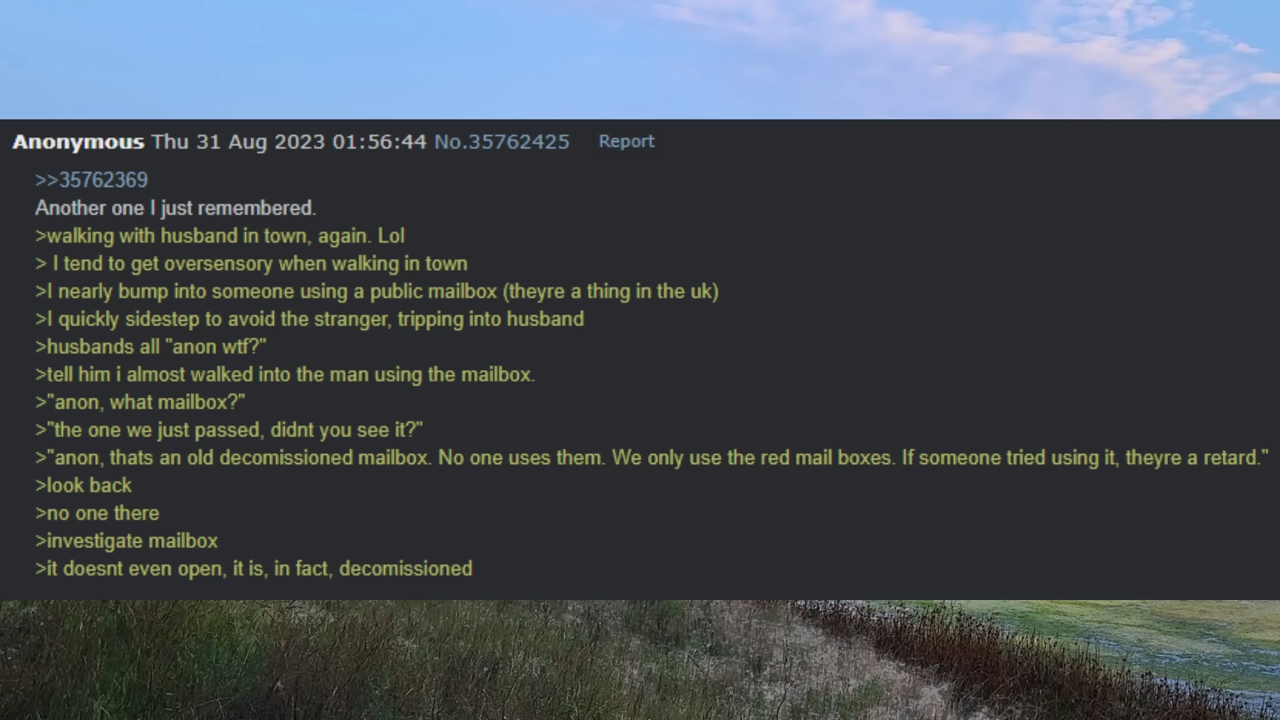 Anonymous Thu 31 Aug 2023 01:56:44 No.35762425 Report
>>35762369
Another one I just remembered.
>walking with husband in town, again. Lol
> I tend to get oversensory when walking in town
>I nearly bump into someone using a public mailbox (theyre a thing in the uk)
>I quickly sidestep to avoid the stranger, tripping into husband
>husbands all "anon wtf?"
>tell him i almost walked into the man using the mailbox.
>"anon, what mailbox?"
>"the one we just passed, didnt you see it?"
>"anon, thats an old decomissioned mailbox. No one uses them. We only use the red mail boxes. If someone tried using it, theyre a retard."
>look back
>no one there
>investigate mailbox
>it doesnt even open, it is, in fact, decomissioned